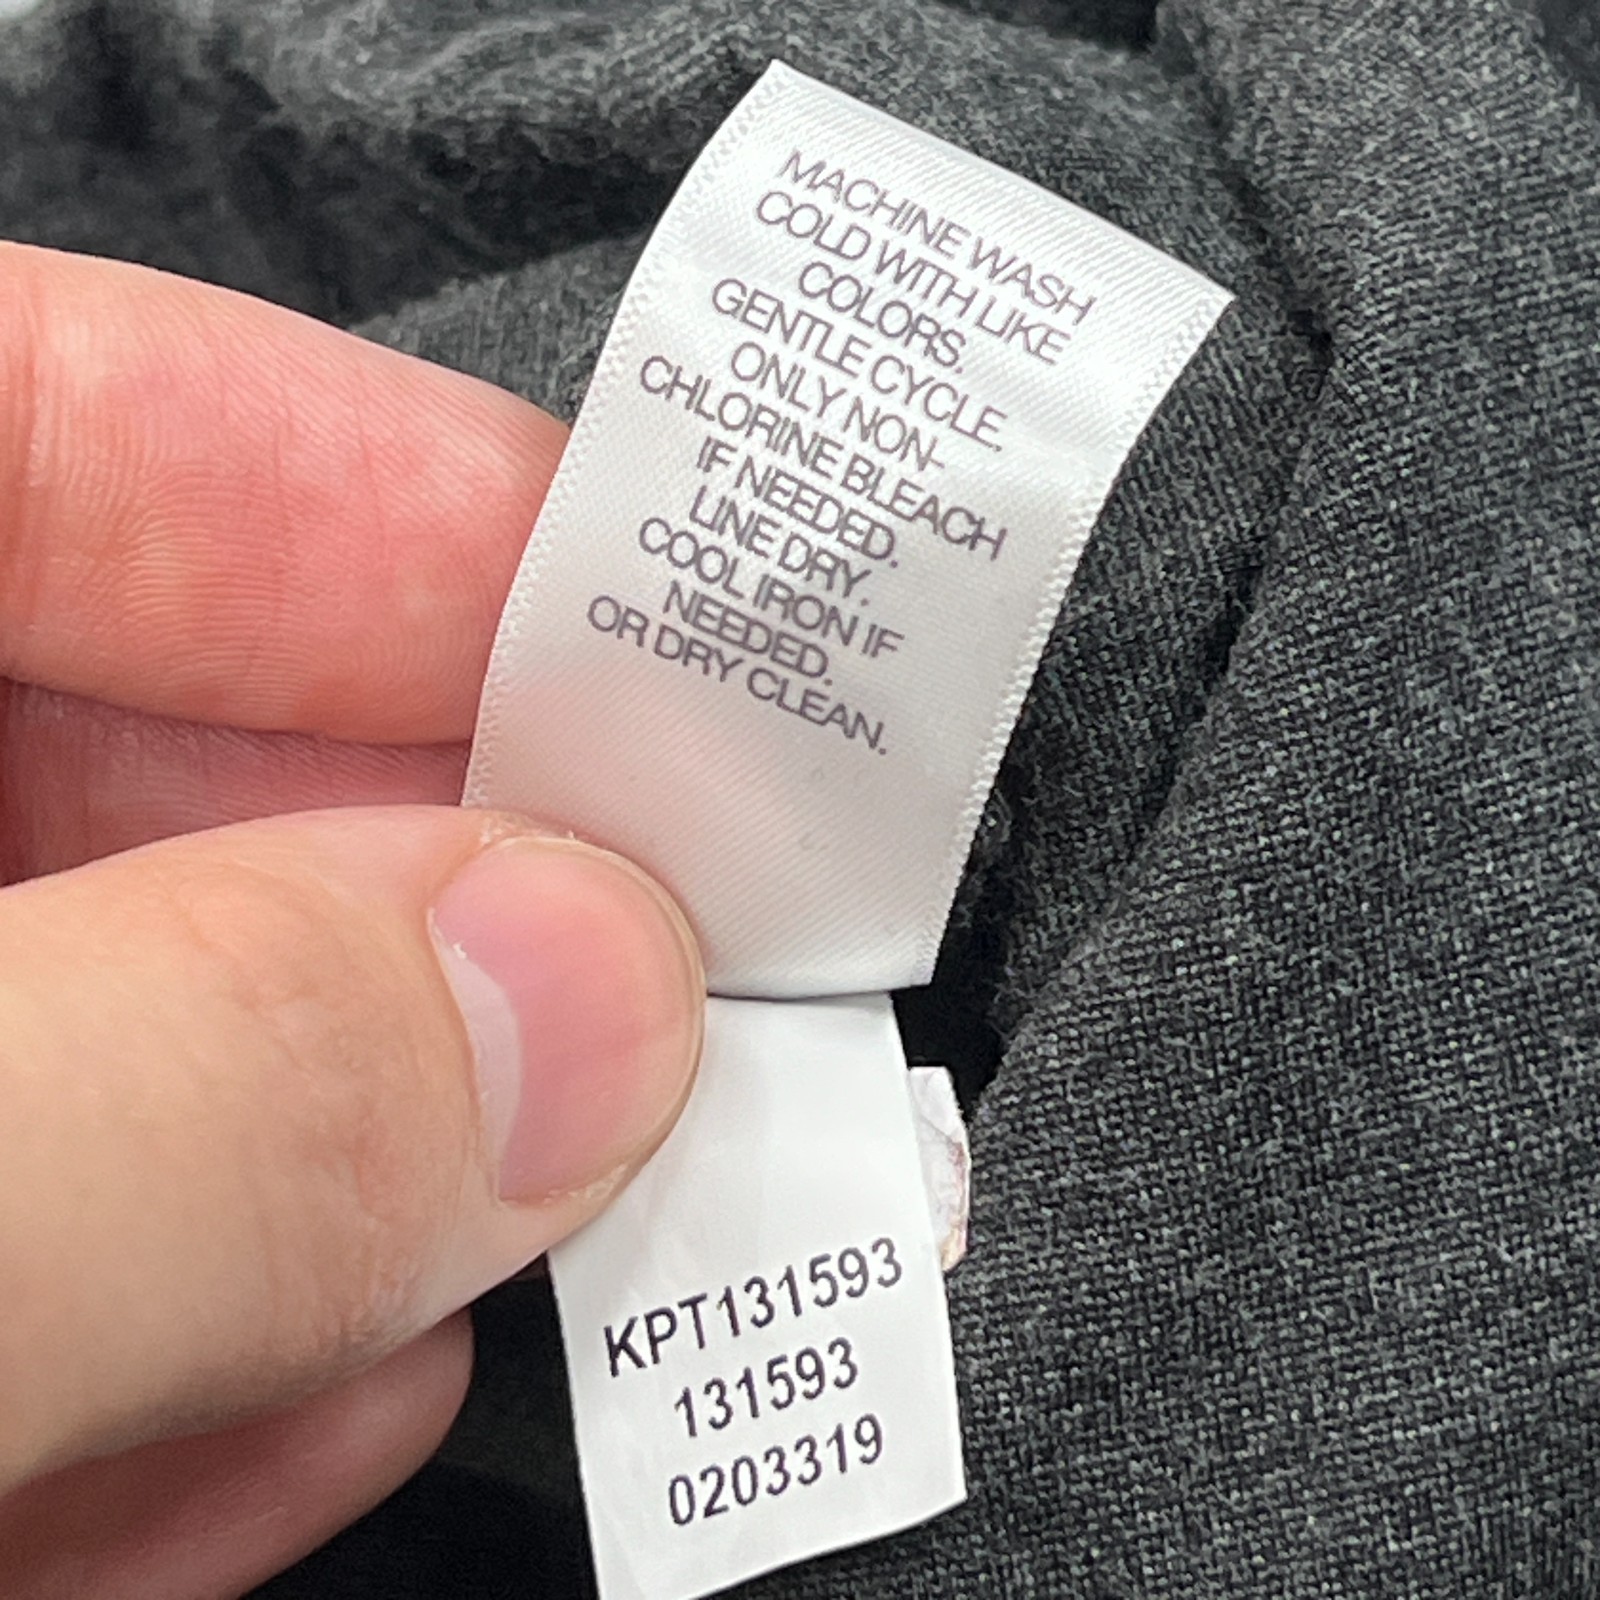 MACHINE WASH
COLD WITH LIKE
COLORS.
GENTLE CYCLE.
ONLY NON-
CHLORINE BLEACH
IF NEEDED.
LINE DRY.
COOL IRON IF
NEEDED.
OR DRY CLEAN.
KPT131593
131593
0203319